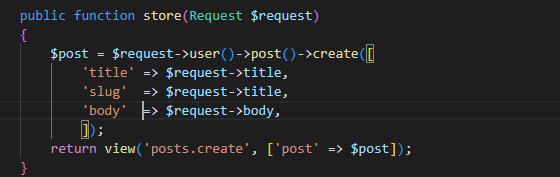 public function store(Request $request)
{
$post = $request->user()->post()->create([
'title' => $request->title,
'slug'  => $request->title,
'body'  => $request->body,
]);
return view('posts.create', ['post' => $post]);
}